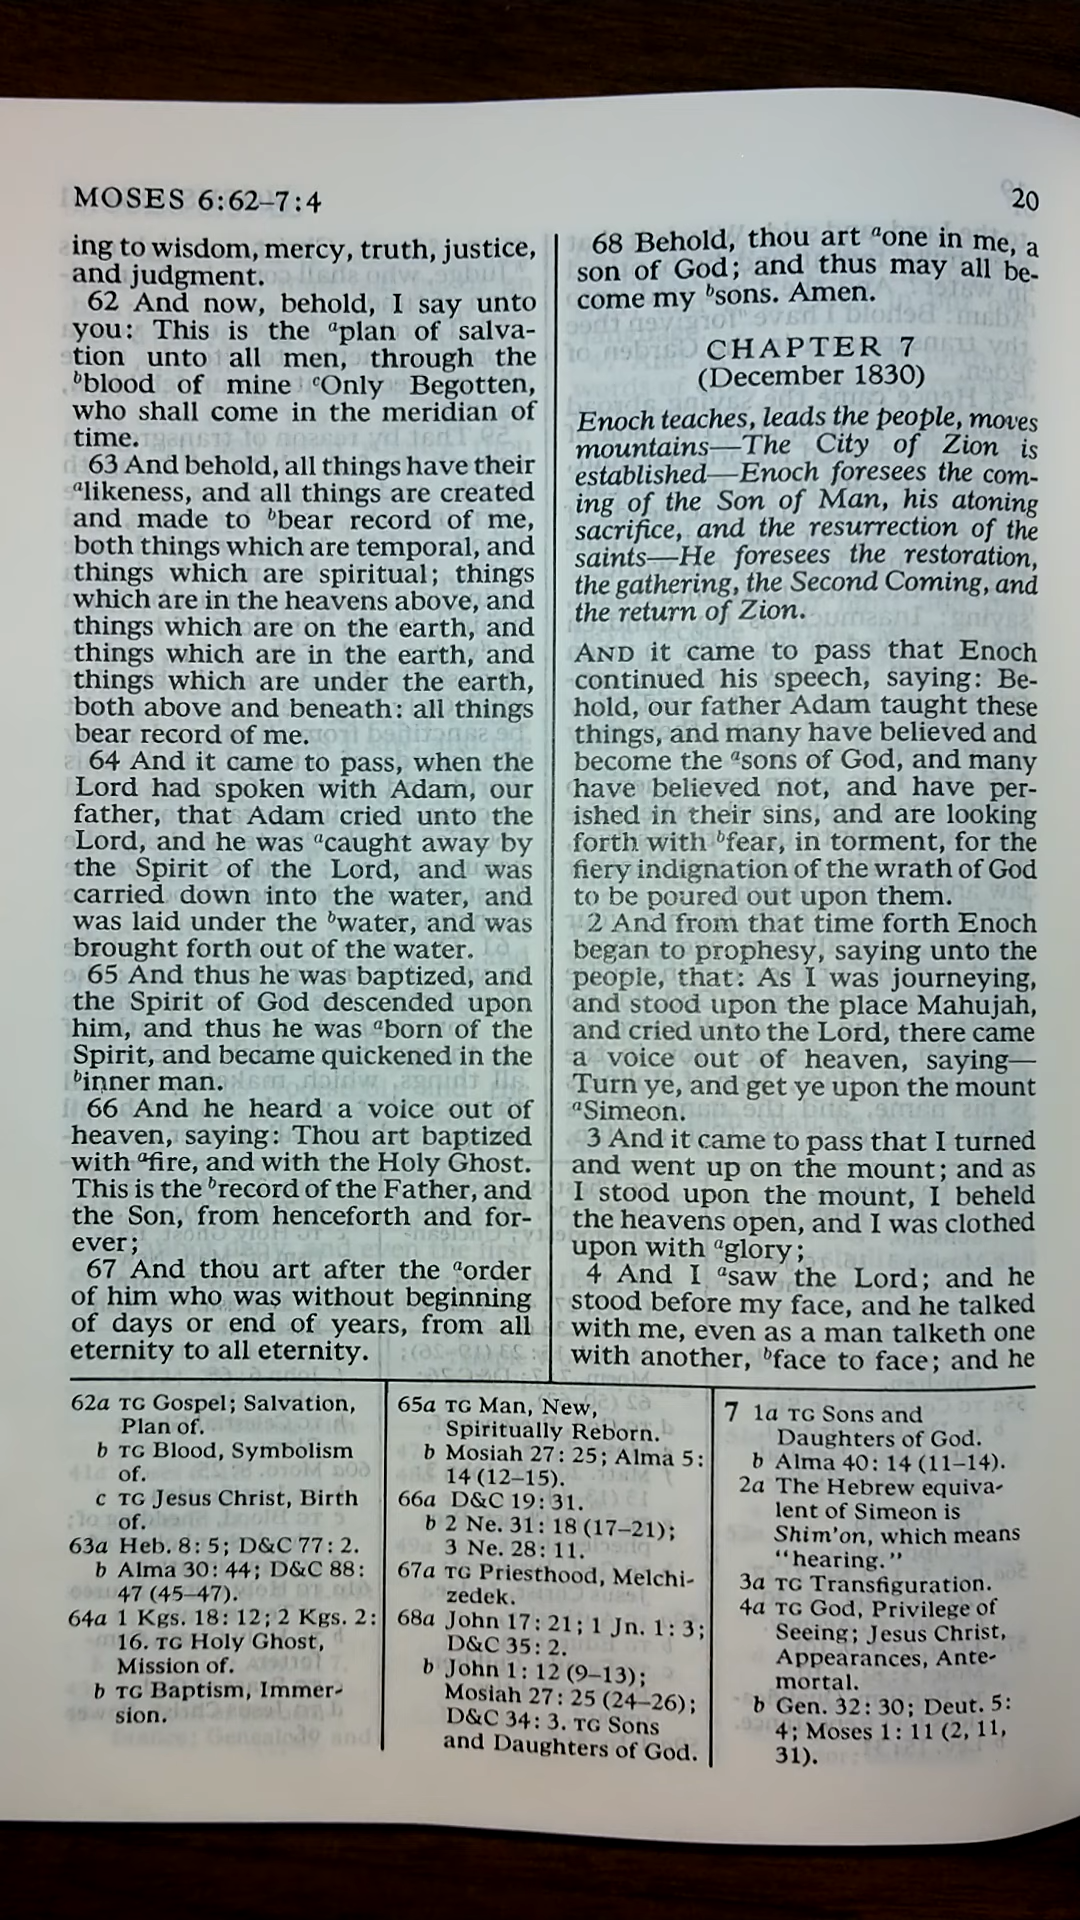 MOSES 6:62–7:4
20
ing to wisdom, mercy, truth, justice,
and judgment.
62 And now, behold, I say unto
you: This is the aplan of salva-
tion unto all men, through the
bblood of mine cOnly Begotten,
who shall come in the meridian of
time.
63 And behold, all things have their
alikeness, and all things are created
and made to bbear record of me,
both things which are temporal, and
things which are spiritual; things
which are in the heavens above, and
things which are on the earth, and
things which are in the earth, and
things which are under the earth,
both above and beneath: all things
bear record of me.
64 And it came to pass, when the
Lord had spoken with Adam, our
father, that Adam cried unto the
Lord, and he was acaught away by
the Spirit of the Lord, and was
carried down into the water, and
was laid under the bwater, and was
brought forth out of the water.
65 And thus he was baptized, and
the Spirit of God descended upon
him, and thus he was aborn of the
Spirit, and became quickened in the
binner man.
66 And he heard a voice out of
heaven, saying: Thou art baptized
with afire, and with the Holy Ghost.
This is the brecord of the Father, and
the Son, from henceforth and for-
ever;
67 And thou art after the aorder
of him who was without beginning
of days or end of years, from all
eternity to all eternity.
68 Behold, thou art aone in me, a
son of God; and thus may all be-
come my bsons. Amen.
CHAPTER 7
(December 1830)
Enoch teaches, leads the people, moves
mountains—The City of Zion is
established—Enoch foresees the com-
ing of the Son of Man, his atoning
sacrifice, and the resurrection of the
saints—He foresees the restoration,
the gathering, the Second Coming, and
the return of Zion.
AND it came to pass that Enoch
continued his speech, saying: Be-
hold, our father Adam taught these
things, and many have believed and
become the asons of God, and many
have believed not, and have per-
ished in their sins, and are looking
forth with bfear, in torment, for the
fiery indignation of the wrath of God
to be poured out upon them.
2 And from that time forth Enoch
began to prophesy, saying unto the
people, that: As I was journeying,
and stood upon the place Mahujah,
and cried unto the Lord, there came
a voice out of heaven, saying—
Turn ye, and get ye upon the mount
aSimeon.
3 And it came to pass that I turned
and went up on the mount; and as
I stood upon the mount, I beheld
the heavens open, and I was clothed
upon with aglory;
4 And I asaw the Lord; and he
stood before my face, and he talked
with me, even as a man talketh one
with another, bface to face; and he
62a TG Gospel; Salvation,
Plan of.
b TG Blood, Symbolism
of.
c TG Jesus Christ, Birth
of.
63a Heb. 8: 5; D&C 77: 2.
b Alma 30: 44; D&C 88:
47 (45–47).
64a 1 Kgs. 18: 12; 2 Kgs. 2:
16. TG Holy Ghost,
Mission of.
b TG Baptism, Immer-
sion.
65a TG Man, New,
Spiritually Reborn.
b Mosiah 27: 25; Alma 5:
14 (12–15).
66a D&C 19: 31.
b 2 Ne. 31: 18 (17–21);
3 Ne. 28: 11.
67a TG Priesthood, Melchi-
zedek.
68a John 17: 21; 1 Jn. 1: 3;
D&C 35: 2.
b John 1: 12 (9–13);
Mosiah 27: 25 (24–26);
D&C 34: 3. TG Sons
and Daughters of God.
7 1a TG Sons and
Daughters of God.
b Alma 40: 14 (11–14).
2a The Hebrew equiva-
lent of Simeon is
Shim'on, which means
"hearing."
3a TG Transfiguration.
4a TG God, Privilege of
Seeing; Jesus Christ,
Appearances, Ante-
mortal.
b Gen. 32: 30; Deut. 5:
4; Moses 1: 11 (2, 11,
31).